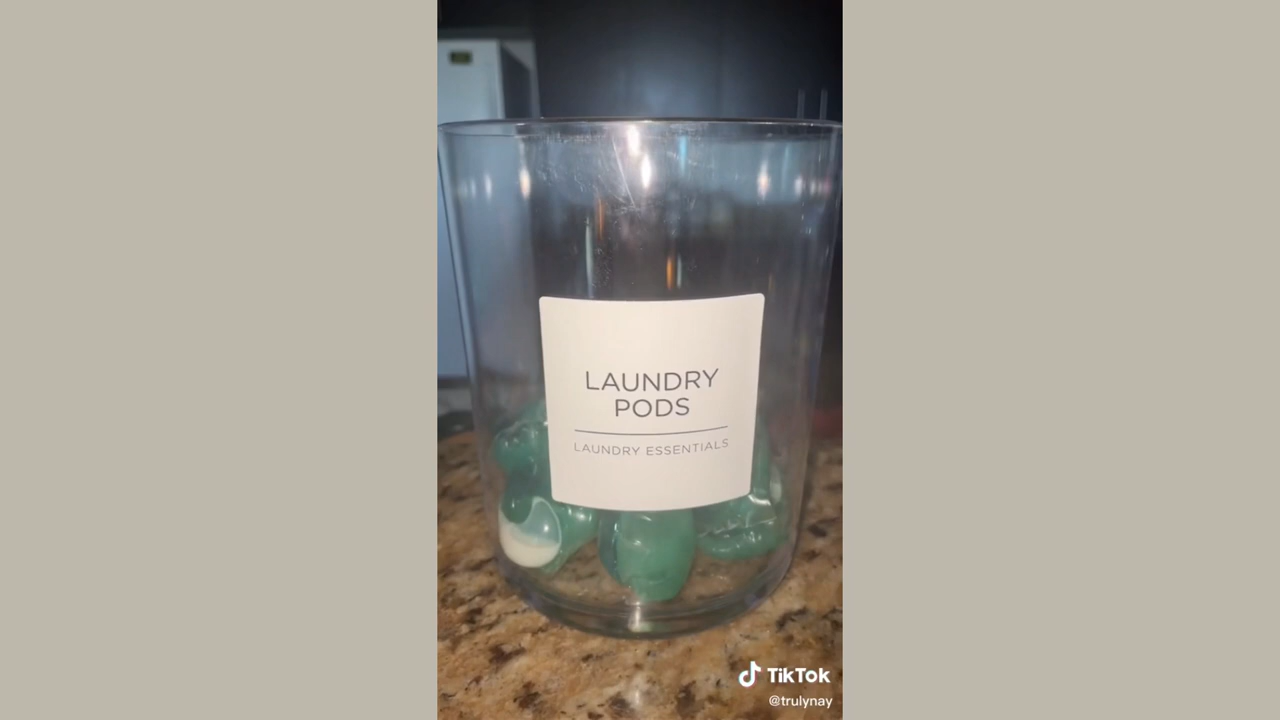 LAUNDRY
PODS
LAUNDRY ESSENTIALS
TikTok
@trulynay